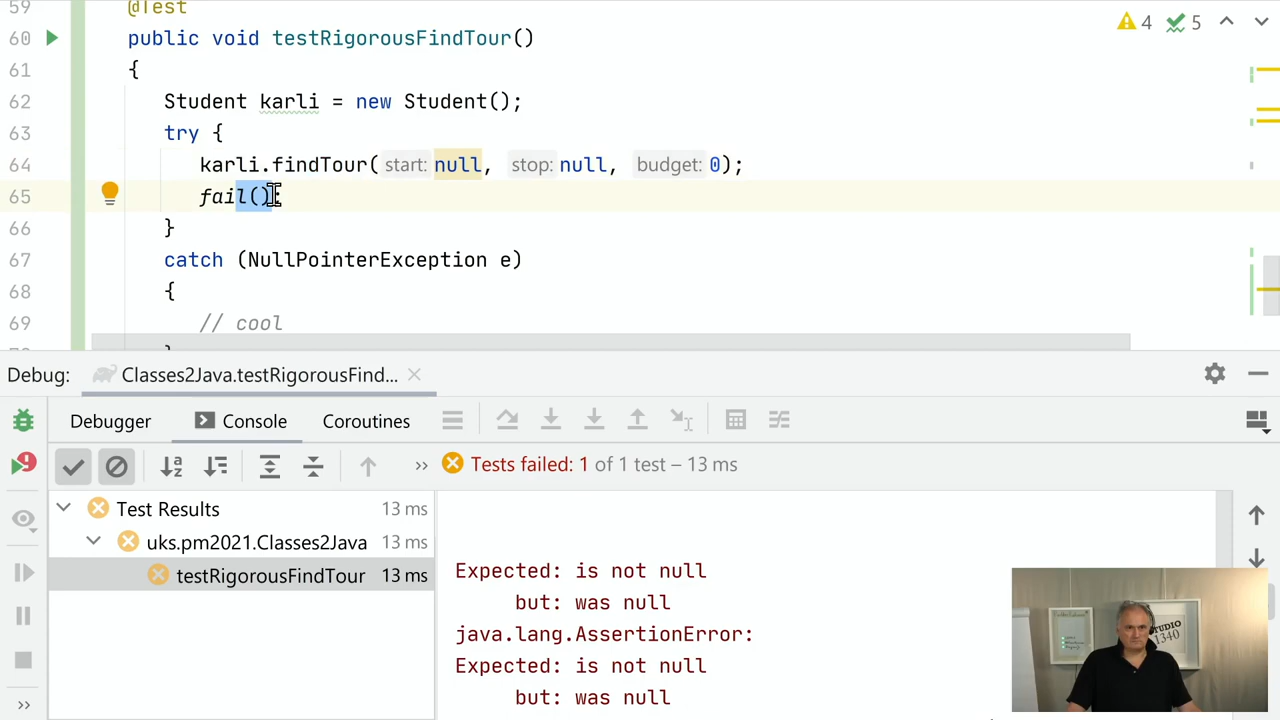 59 @Test
60 public void testRigorousFindTour()
61 {
62 Student karli = new Student();
63 try {
64 karli.findTour( start: null, stop: null, budget: 0);
65 fail();
66 }
67 catch (NullPointerException e)
68 {
69 // cool
4 5
Debug: Classes2Java.testRigorousFind...
Debugger Console Coroutines
Tests failed: 1 of 1 test – 13 ms
Test Results 13 ms
uks.pm2021.Classes2Java 13 ms
testRigorousFindTour 13 ms
Expected: is not null
but: was null
java.lang.AssertionError:
Expected: is not null
but: was null
STUDIO
1340